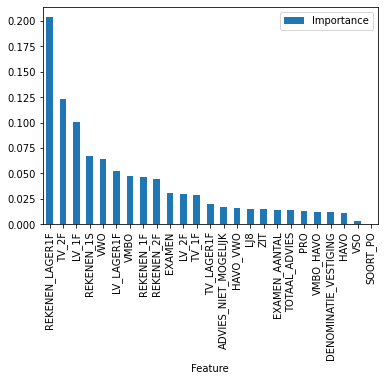 Importance
0.200
0.175
0.150
0.125
0.100
0.075
0.050
0.025
0.000
REKENEN_LAGER1F
TV_2F
LV_1F
REKENEN_1S
VWO
LV_LAGER1F
VMBO
REKENEN_1F
REKENEN_2F
EXAMEN
LV_2F
TV_1F
TV_LAGER1F
ADVIES_NIET_MOGELIJK
HAVO_VWO
LJ8
ZIT
EXAMEN_AANTAL
TOTAAL_ADVIES
PRO
VMBO_HAVO
DENOMINATIE_VESTIGING
HAVO
VSO
SOORT_PO
Feature